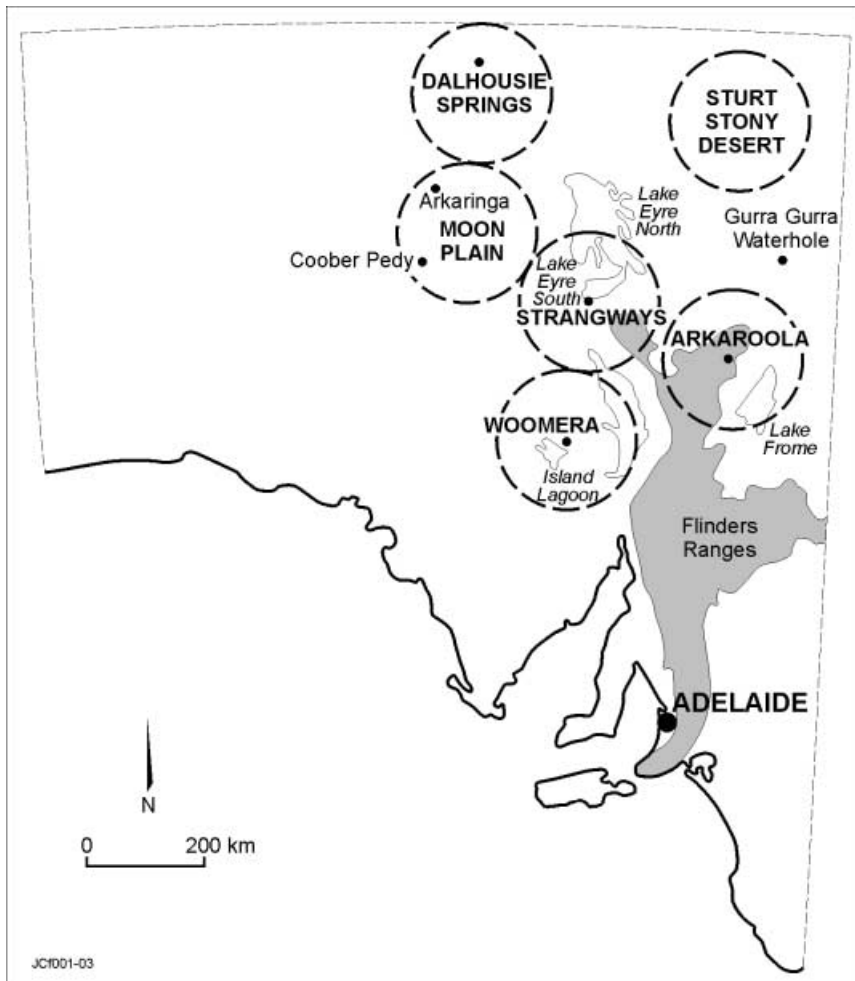 DALHOUSIE
SPRINGS
STURT
STONY
DESERT
Arkaringa
MOON
PLAIN
Coober Pedy
Lake
Eyre
North
Gurra Gurra
Waterhole
Lake
Eyre
South
STRANGWAYS
ARKAROOLA
WOOMERA
Island
Lagoon
Lake
Frome
Flinders
Ranges
ADELAIDE
N
0 200 km
JCf001-03